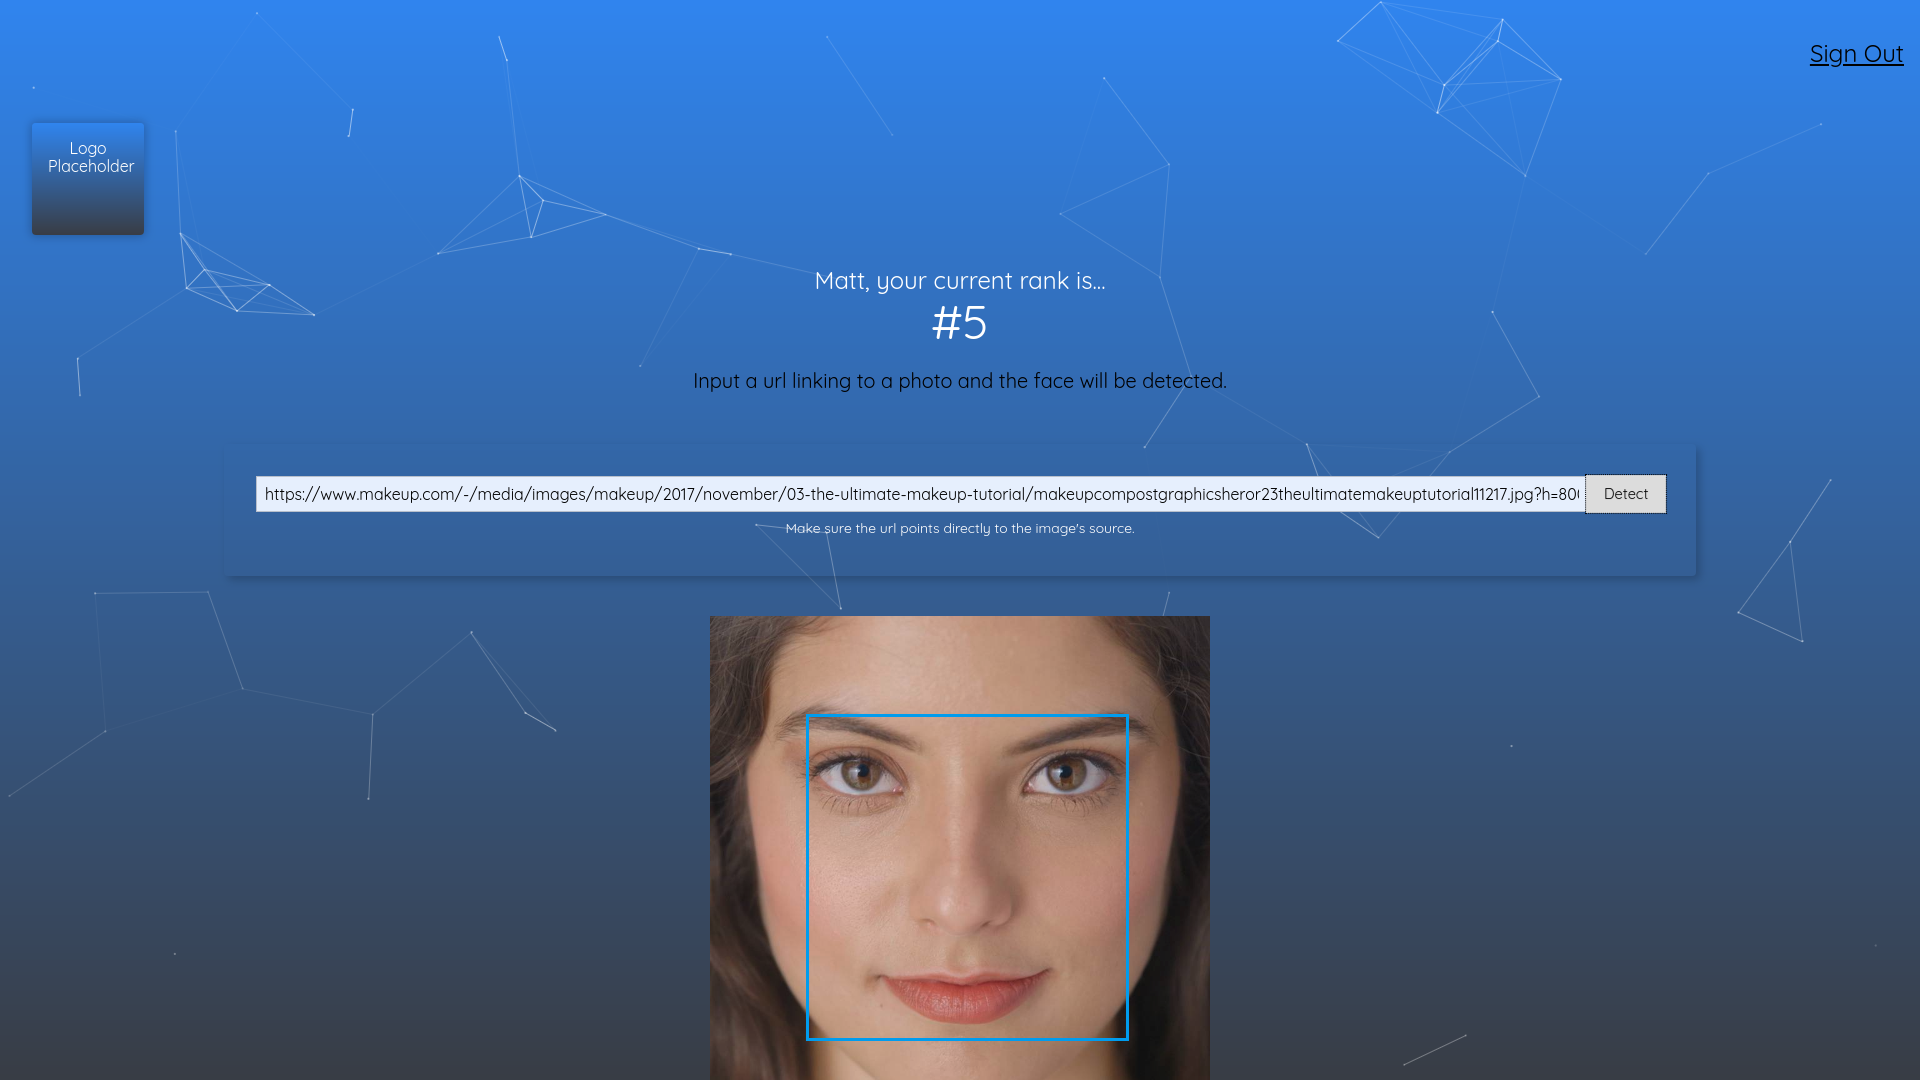 Sign Out
Logo
Placeholder
Matt, your current rank is...
#5
Input a url linking to a photo and the face will be detected.
https://www.makeup.com/-/media/images/makeup/2017/november/03-the-ultimate-makeup-tutorial/makeupcompostgraphicsheror23theultimatemakeuptutorial11217.jpg?h=80
Detect
Make sure the url points directly to the image's source.